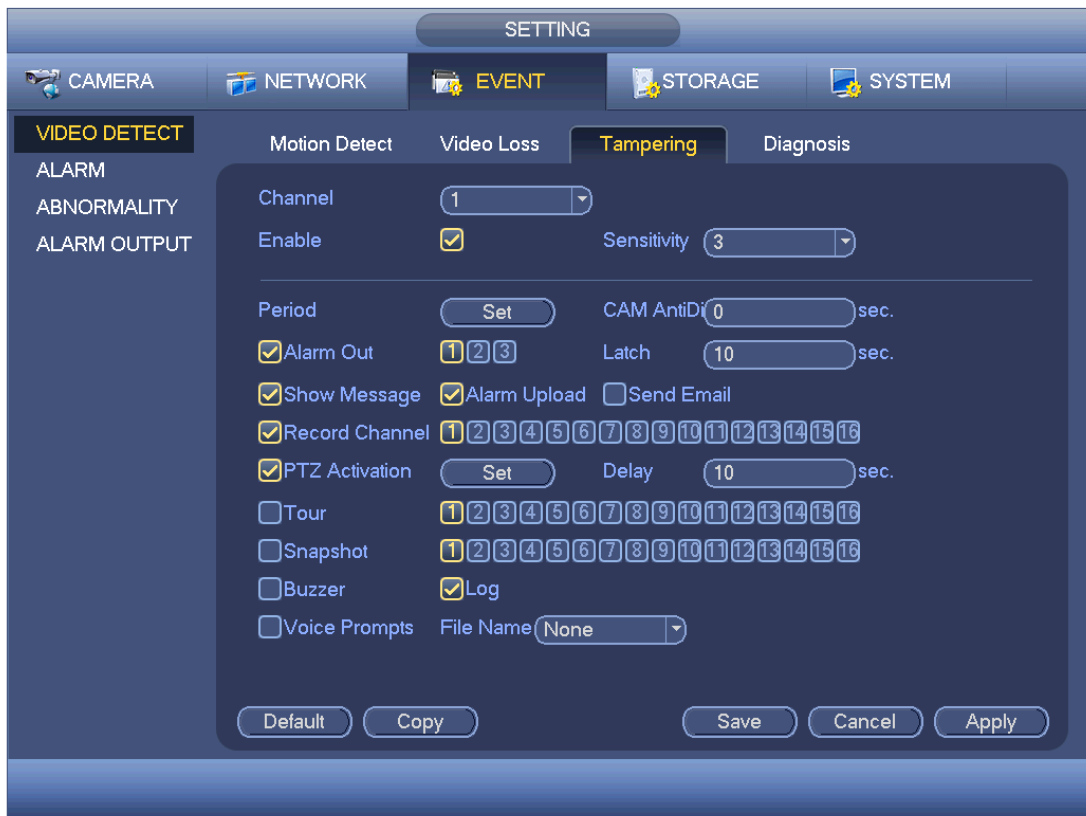 SETTING
CAMERA NETWORK EVENT STORAGE SYSTEM
VIDEO DETECT
ALARM
ABNORMALITY
ALARM OUTPUT
Motion Detect Video Loss Tampering Diagnosis
Channel 1
Enable Sensitivity 3
Period Set CAM AntiDi 0 sec.
Alarm Out 1 2 3 Latch 10 sec.
Show Message Alarm Upload Send Email
Record Channel 1 2 3 4 5 6 7 8 9 10 11 12 13 14 15 16
PTZ Activation Set Delay 10 sec.
Tour 1 2 3 4 5 6 7 8 9 10 11 12 13 14 15 16
Snapshot 1 2 3 4 5 6 7 8 9 10 11 12 13 14 15 16
Buzzer Log
Voice Prompts File Name None
Default Copy Save Cancel Apply